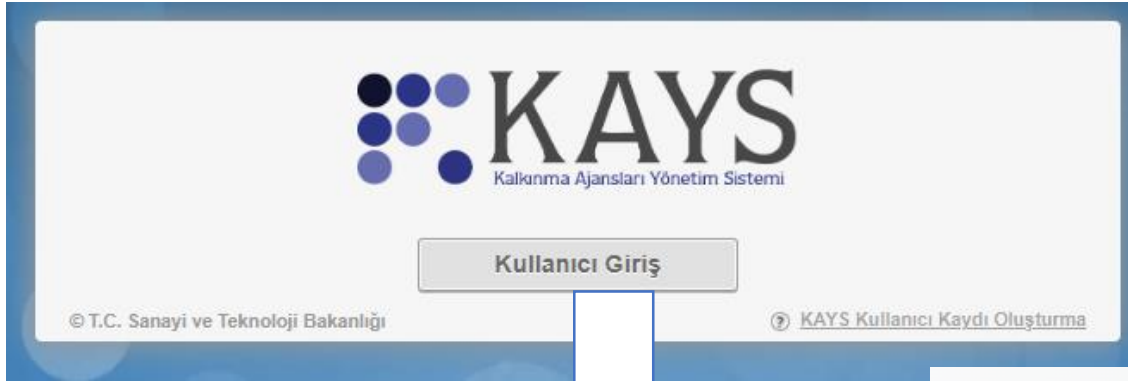 KAYS
Kalkınma Ajansları Yönetim Sistemi
Kullanıcı Giriş
© T.C. Sanayi ve Teknoloji Bakanlığı
? KAYS Kullanıcı Kaydı Oluşturma